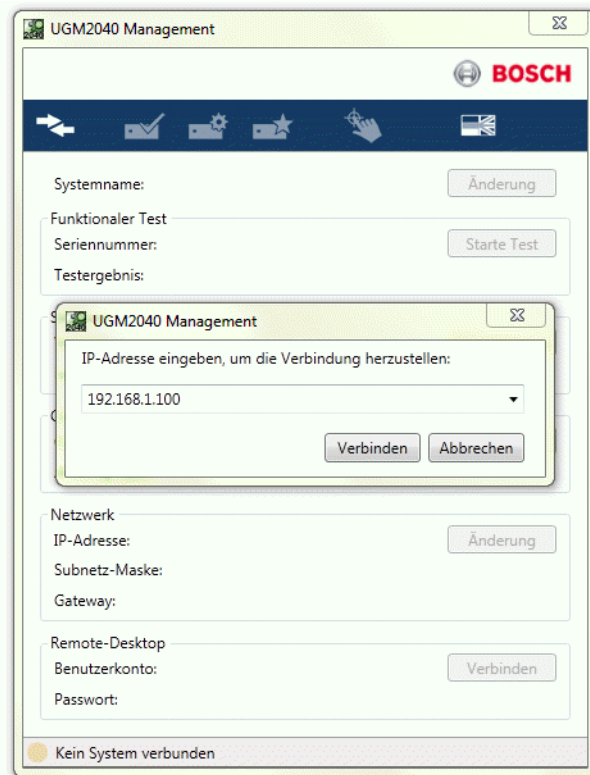 UGM2040 Management
BOSCH
Systemname:
Änderung
Funktionaler Test
Seriennummer:
Starte Test
Testergebnis:
UGM2040 Management
IP-Adresse eingeben, um die Verbindung herzustellen:
192.168.1.100
Verbinden
Abbrechen
Netzwerk
IP-Adresse:
Änderung
Subnetz-Maske:
Gateway:
Remote-Desktop
Benutzerkonto:
Verbinden
Passwort:
Kein System verbunden